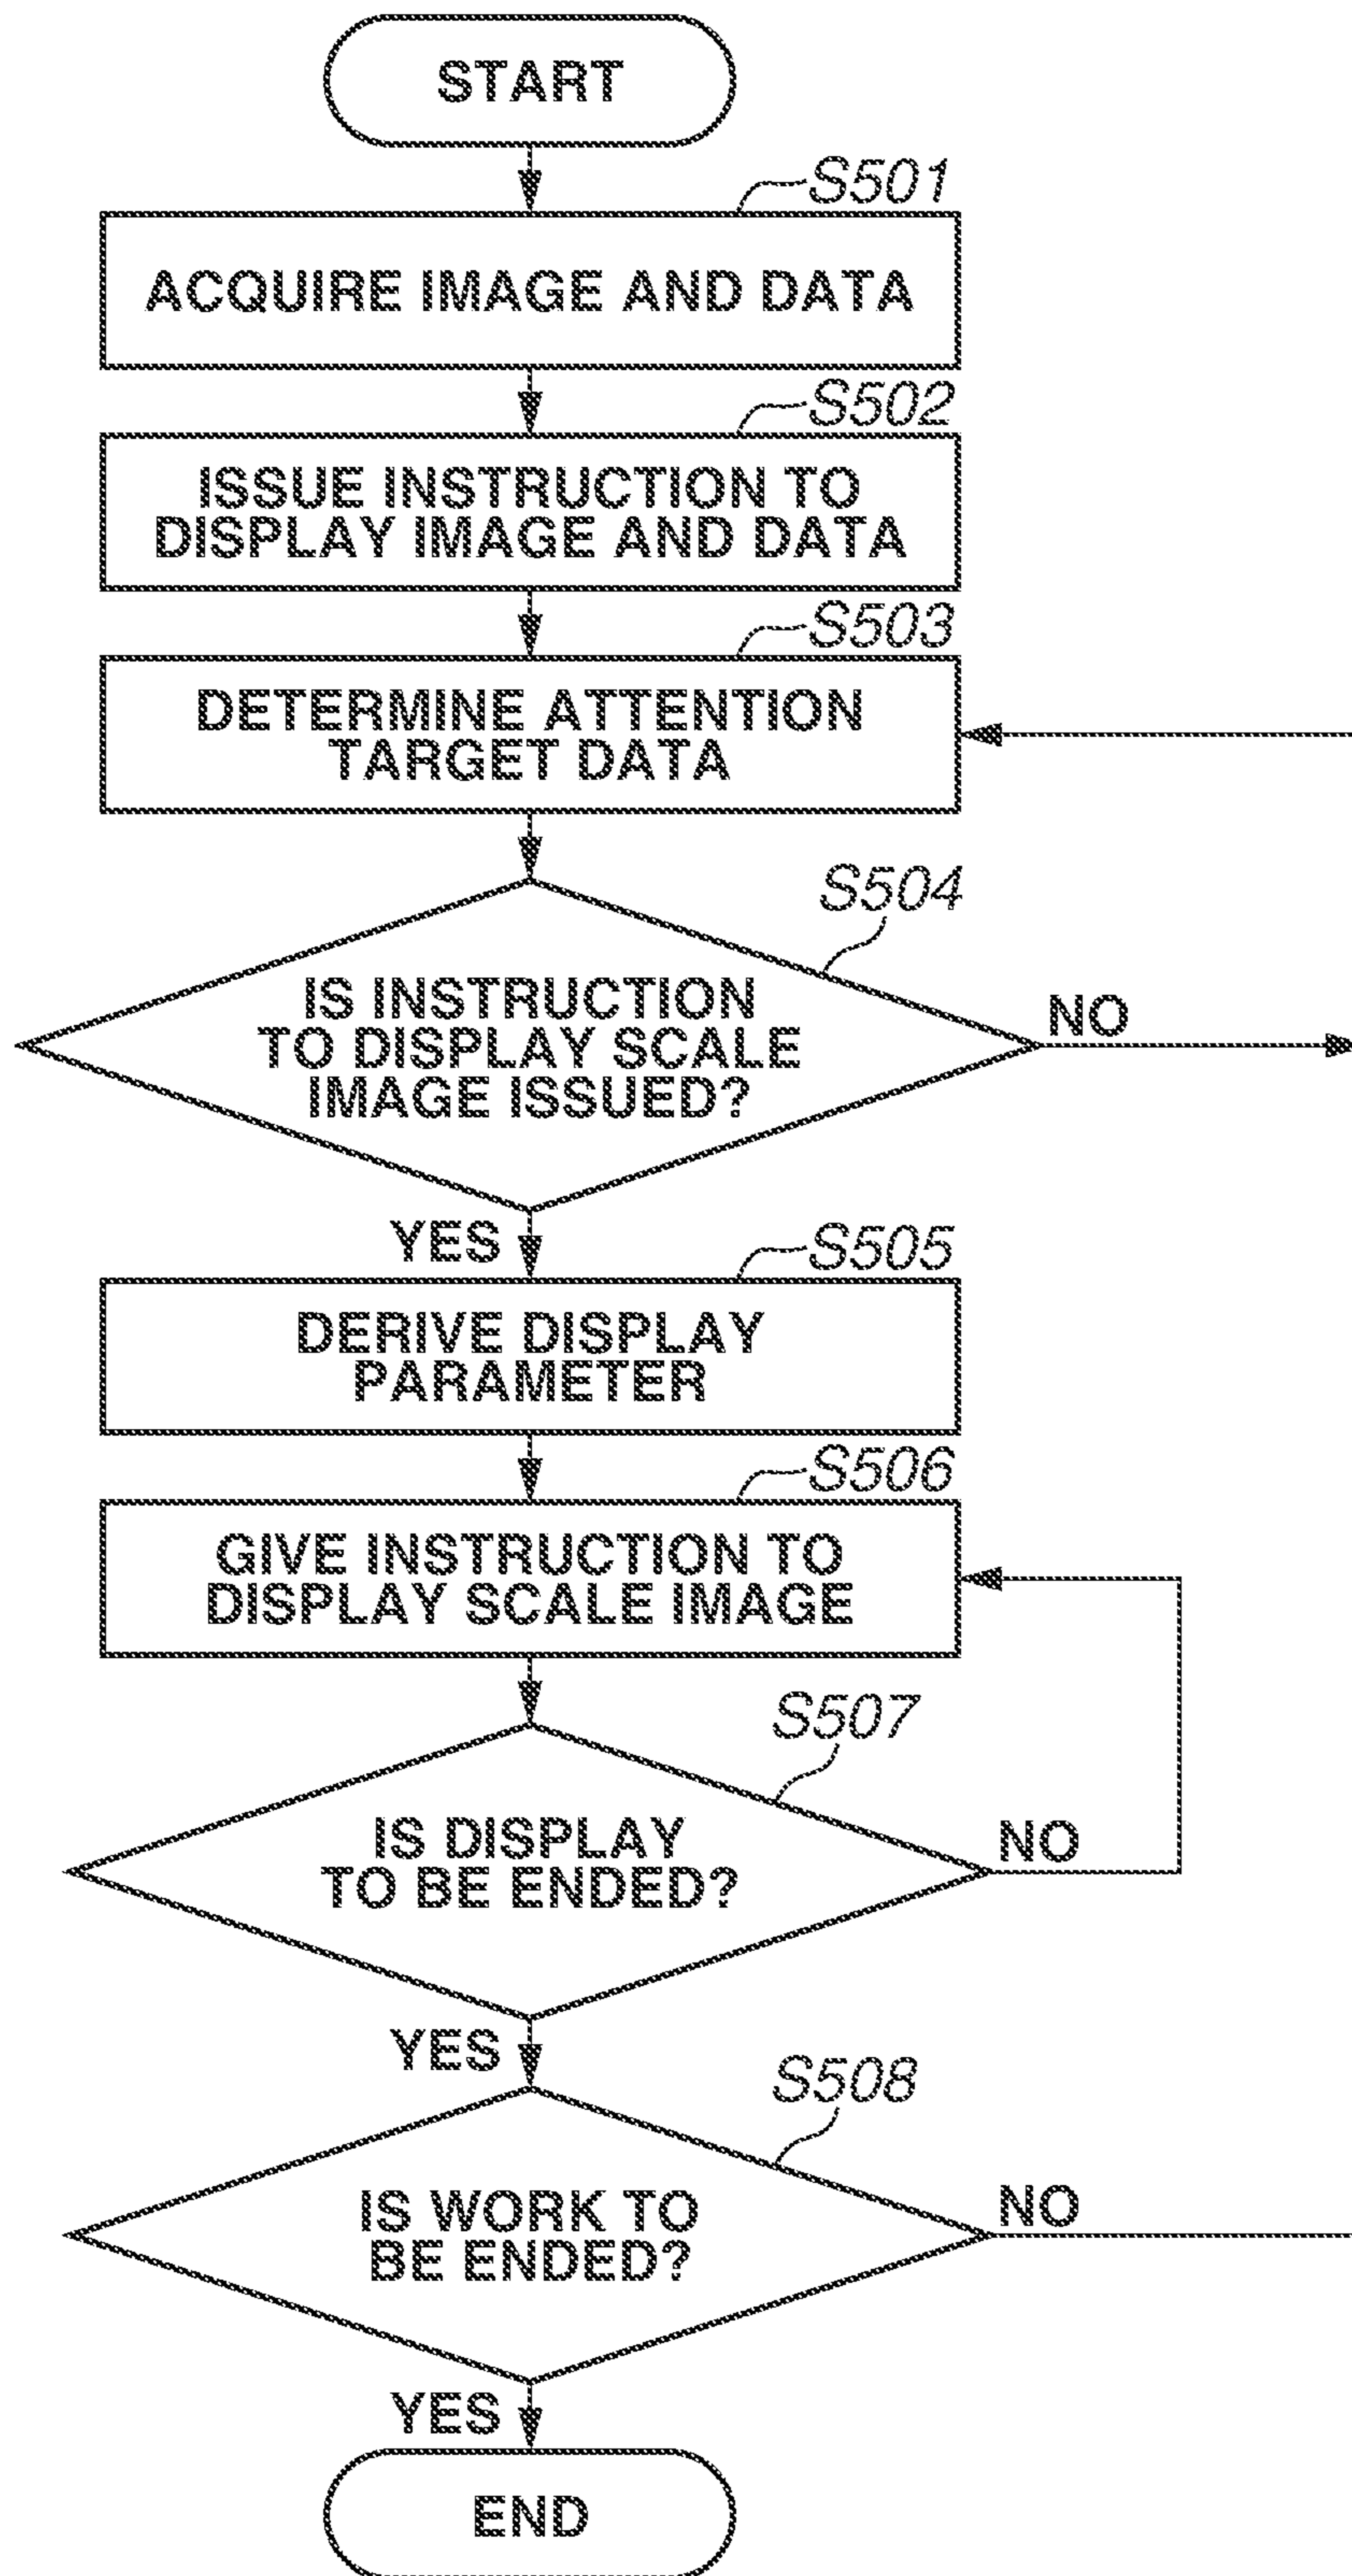 START
S501
ACQUIRE IMAGE AND DATA
S502
ISSUE INSTRUCTION TO
DISPLAY IMAGE AND DATA
S503
DETERMINE ATTENTION
TARGET DATA
S504
IS INSTRUCTION
TO DISPLAY SCALE
IMAGE ISSUED?
NO
YES
S505
DERIVE DISPLAY
PARAMETER
S506
GIVE INSTRUCTION TO
DISPLAY SCALE IMAGE
S507
IS DISPLAY
TO BE ENDED?
NO
YES
S508
IS WORK TO
BE ENDED?
NO
YES
END